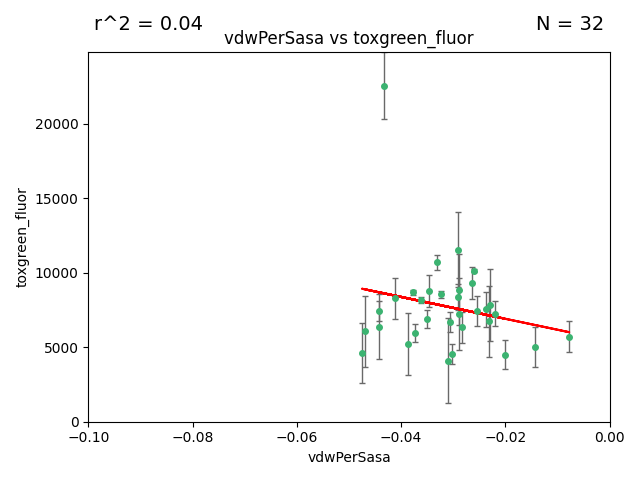 r^2 = 0.04
N = 32
vdwPerSasa vs toxgreen_fluor
toxgreen_fluor
20000
15000
10000
5000
0
−0.10
−0.08
−0.06
−0.04
−0.02
0.00
vdwPerSasa